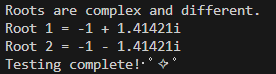 Roots are complex and different.
Root 1 = -1 + 1.41421i
Root 2 = -1 - 1.41421i
Testing complete!･ﾟ✧ﾟ